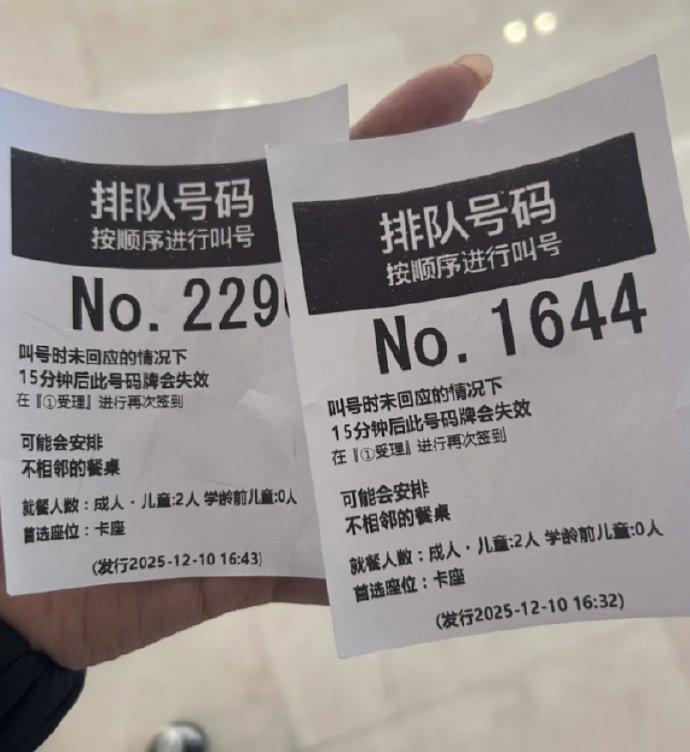 排队号码
按顺序进行叫号
叫号时未回应的情况下
15分钟后此号码牌会失效
在『①受理』进行再次签到
可能会安排
不相邻的餐桌
就餐人数：成人·儿童:2人 学龄前儿童:0人
首选座位：卡座
(发行2025-12-10 16:43)
排队号码
按顺序进行叫号
No. 1644
叫号时未回应的情况下
15分钟后此号码牌会失效
在『①受理』进行再次签到
可能会安排
不相邻的餐桌
就餐人数：成人·儿童:2人 学龄前儿童:0人
首选座位：卡座
(发行2025-12-10 16:32)